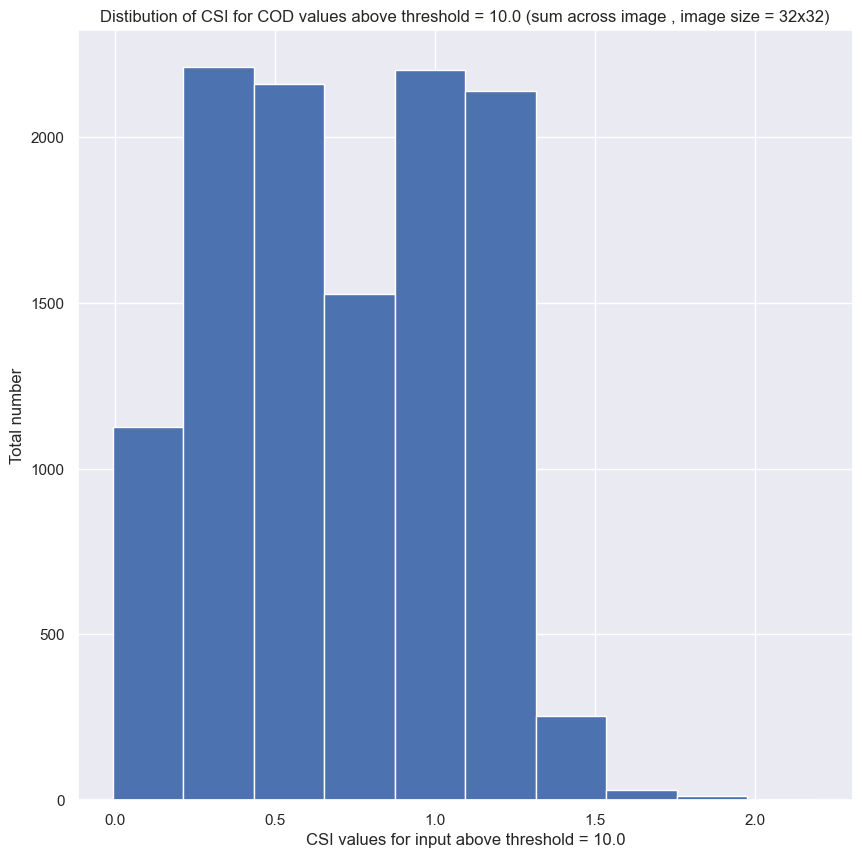 Distibution of CSI for COD values above threshold = 10.0 (sum across image , image size = 32x32)
2000
1500
1000
500
0
Total number
0.0 0.5 1.0 1.5 2.0
CSI values for input above threshold = 10.0